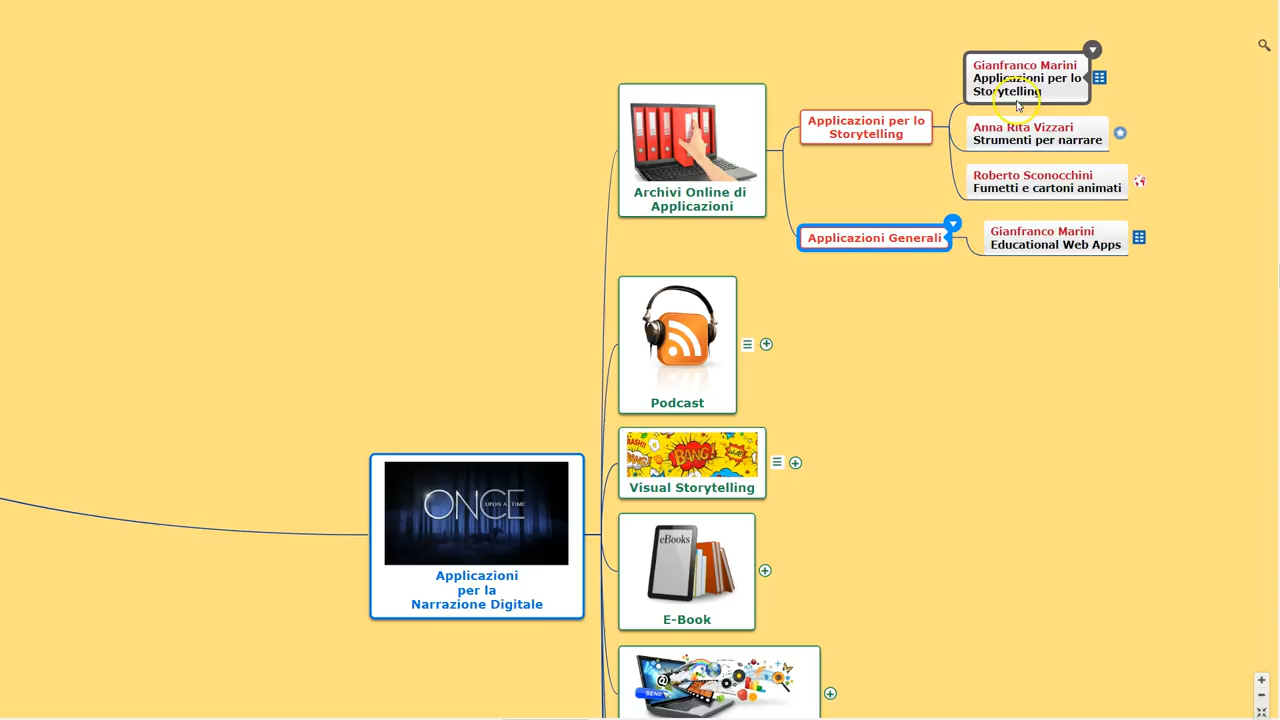 Gianfranco Marini
Applicazioni per lo
Storytelling
Anna Rita Vizzari
Strumenti per narrare
Roberto Sconocchini
Fumetti e cartoni animati
Applicazioni per lo
Storytelling
Archivi Online di
Applicazioni
Applicazioni Generali
Gianfranco Marini
Educational Web Apps
Podcast
BANG!
Visual Storytelling
ONCE
UPON A TIME
Applicazioni
per la
Narrazione Digitale
eBooks
E-Book
@
SEND